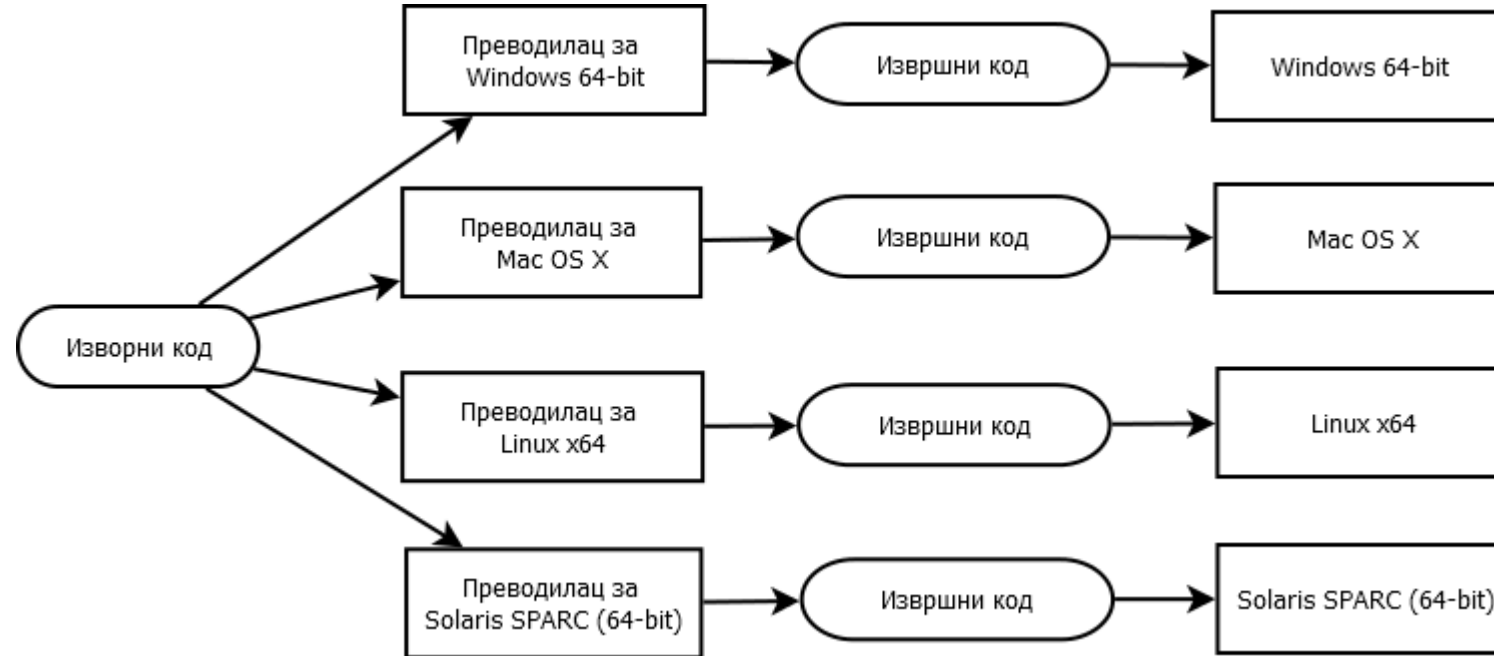 Преводилац за
Windows 64-bit
Извршни код
Windows 64-bit
Преводилац за
Mac OS X
Извршни код
Mac OS X
Изворни код
Преводилац за
Linux x64
Извршни код
Linux x64
Преводилац за
Solaris SPARC (64-bit)
Извршни код
Solaris SPARC (64-bit)